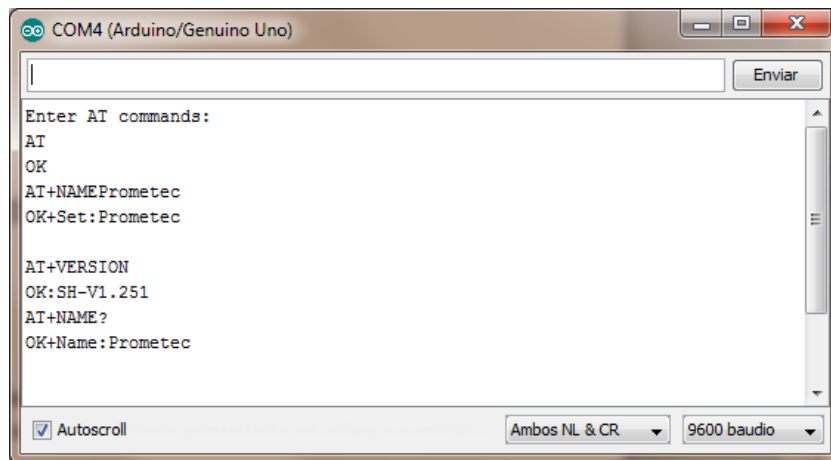 COM4 (Arduino/Genuino Uno)
Enviar
Enter AT commands:
AT
OK
AT+NAMEPrometec
OK+Set:Prometec
AT+VERSION
OK:SH-V1.251
AT+NAME?
OK+Name:Prometec
Autoscroll
Ambos NL & CR
9600 baudio